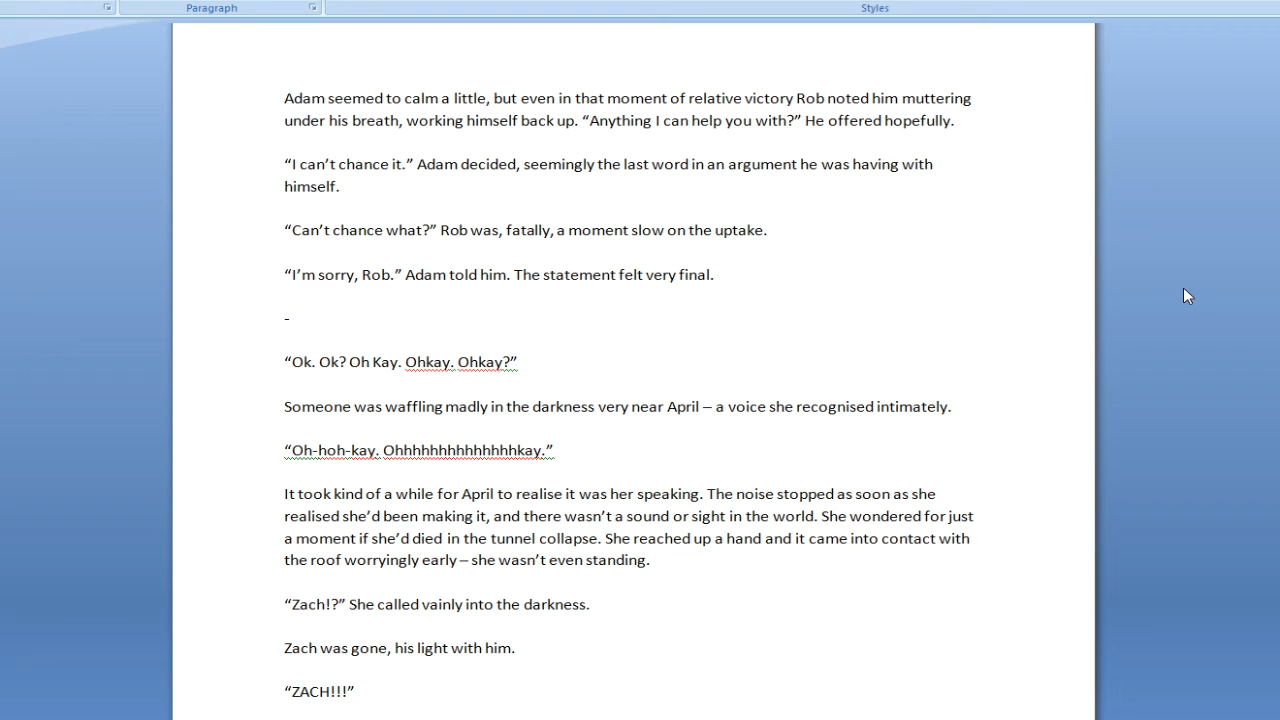 Paragraph
Styles
Adam seemed to calm a little, but even in that moment of relative victory Rob noted him muttering
under his breath, working himself back up. “Anything I can help you with?” He offered hopefully.
“I can’t chance it.” Adam decided, seemingly the last word in an argument he was having with
himself.
“Can’t chance what?” Rob was, fatally, a moment slow on the uptake.
“I’m sorry, Rob.” Adam told him. The statement felt very final.
-
“Ok. Ok? Oh Kay. Ohkay. Ohkay?”
Someone was waffling madly in the darkness very near April – a voice she recognised intimately.
“Oh-hoh-kay. Ohhhhhhhhhhhhhhkay.”
It took kind of a while for April to realise it was her speaking. The noise stopped as soon as she
realised she’d been making it, and there wasn’t a sound or sight in the world. She wondered for just
a moment if she’d died in the tunnel collapse. She reached up a hand and it came into contact with
the roof worryingly early – she wasn’t even standing.
“Zach!?” She called vainly into the darkness.
Zach was gone, his light with him.
“ZACH!!!”